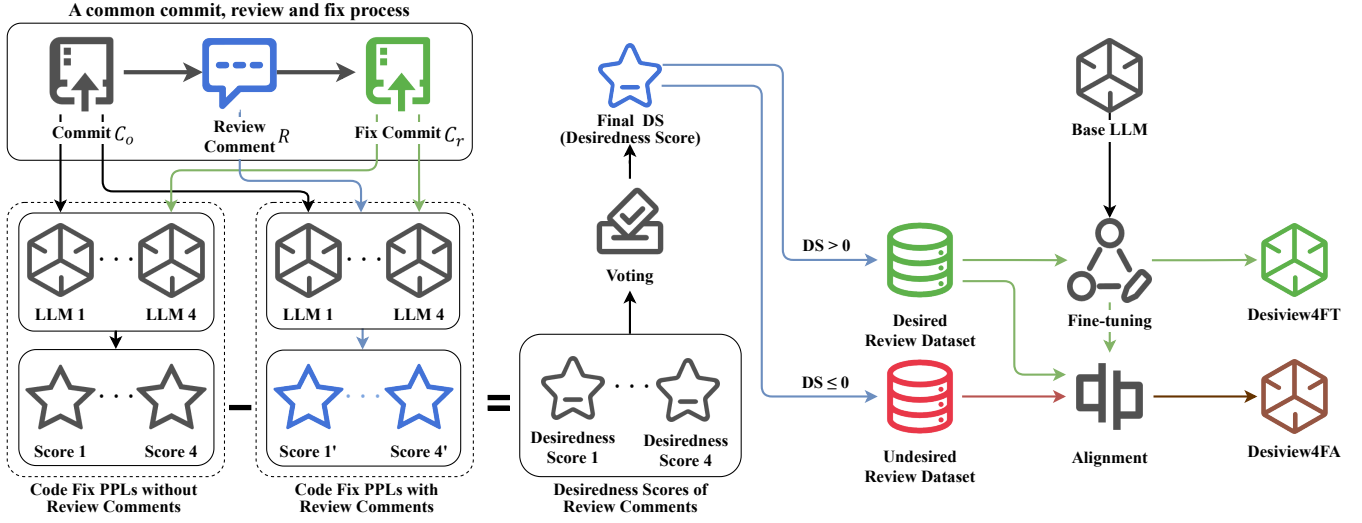 A common commit, review and fix process
Commit C_o
Review
Comment R
Fix Commit C_r
LLM 1
LLM 4
LLM 1
LLM 4
Score 1
Score 4
Score 1'
Score 4'
Code Fix PPLs without
Review Comments
Code Fix PPLs with
Review Comments
Final DS
(Desiredness Score)
Voting
Desiredness
Score 1
Desiredness
Score 4
Desiredness Scores of
Review Comments
DS > 0
DS ≤ 0
Desired
Review Dataset
Undesired
Review Dataset
Base LLM
Fine-tuning
Alignment
Desiview4FT
Desiview4FA